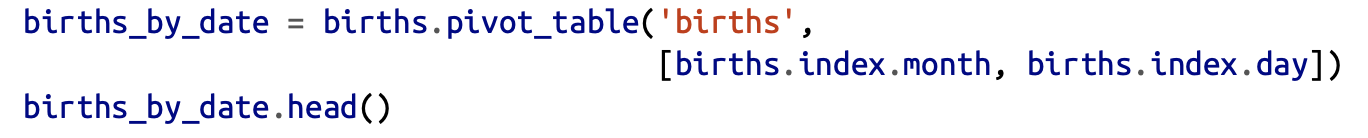 births_by_date = births.pivot_table('births',
                                    [births.index.month, births.index.day])
births_by_date.head()